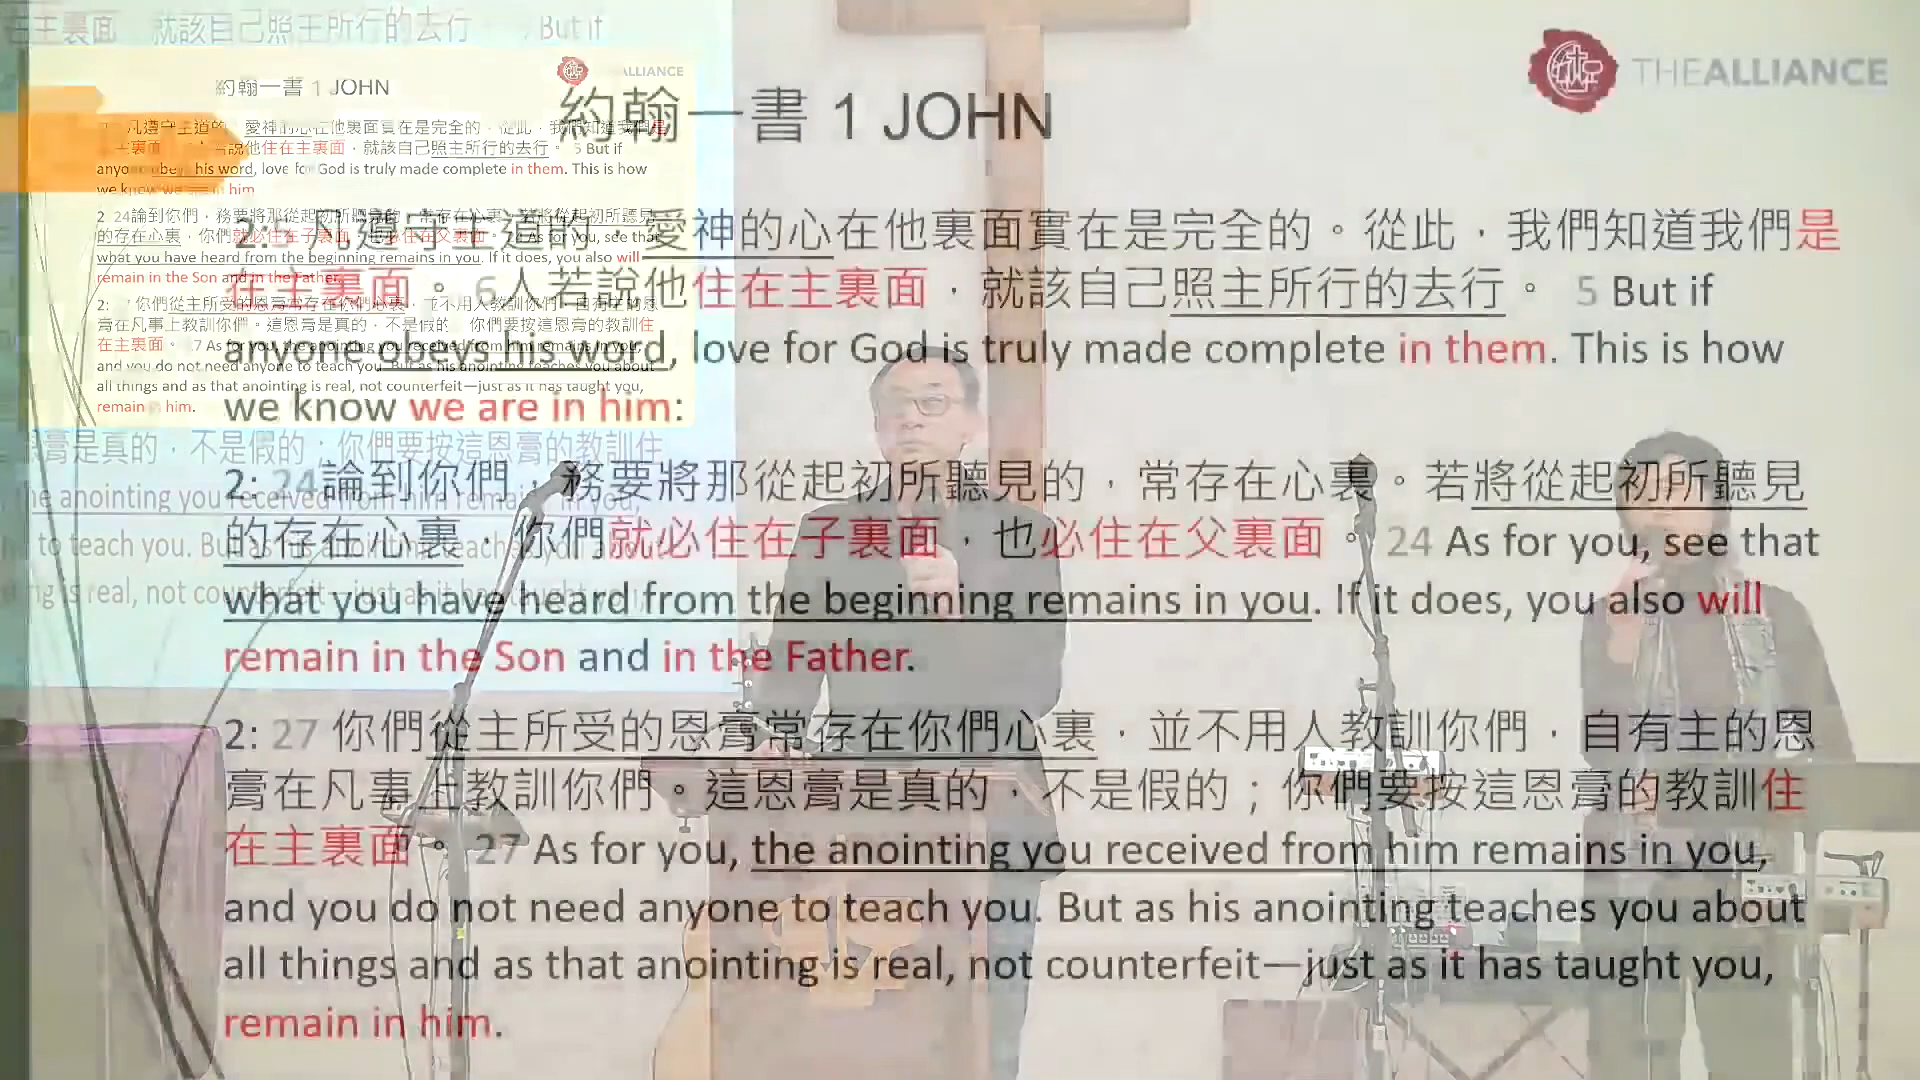 THEALLIANCE
約翰一書 1 JOHN
2: 5 凡遵守主道的，愛神的心在他裏面實在是完全的。從此，我們知道我們是
住在主裏面。 6人若說他住在主裏面，就該自己照主所行的去行。 5 But if
anyone obeys his word, love for God is truly made complete in them. This is how
we know we are in him:
2: 24論到你們，務要將那從起初所聽見的，常存在心裏。若將從起初所聽見
的存在心裏，你們就必住在子裏面，也必住在父裏面。 24 As for you, see that
what you have heard from the beginning remains in you. If it does, you also will
remain in the Son and in the Father.
2: 27 你們從主所受的恩膏常存在你們心裏，並不用人教訓你們，自有主的恩
膏在凡事上教訓你們。這恩膏是真的，不是假的；你們要按這恩膏的教訓住
在主裏面。 27 As for you, the anointing you received from him remains in you,
and you do not need anyone to teach you. But as his anointing teaches you about
all things and as that anointing is real, not counterfeit—just as it has taught you,
remain in him.